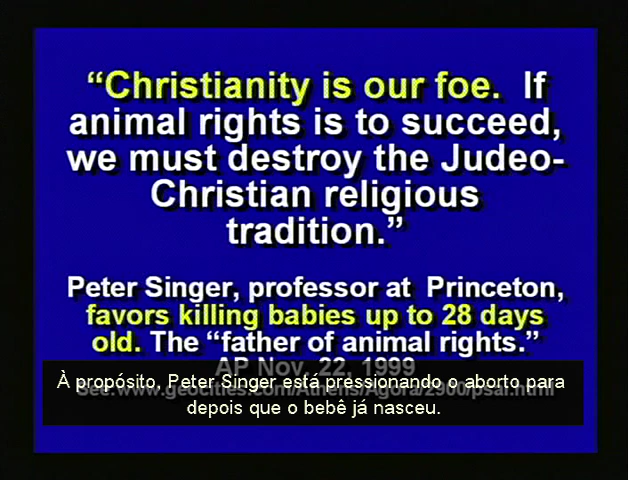 “Christianity is our foe. If
animal rights is to succeed,
we must destroy the Judeo-
Christian religious
tradition.”
Peter Singer, professor at Princeton,
favors killing babies up to 28 days
old. The “father of animal rights.”
AP Nov. 22, 1999
See: www.geocities.com/Athens/Agora/2900/psai.html
À propósito, Peter Singer está pressionando o aborto para
depois que o bebê já nasceu.